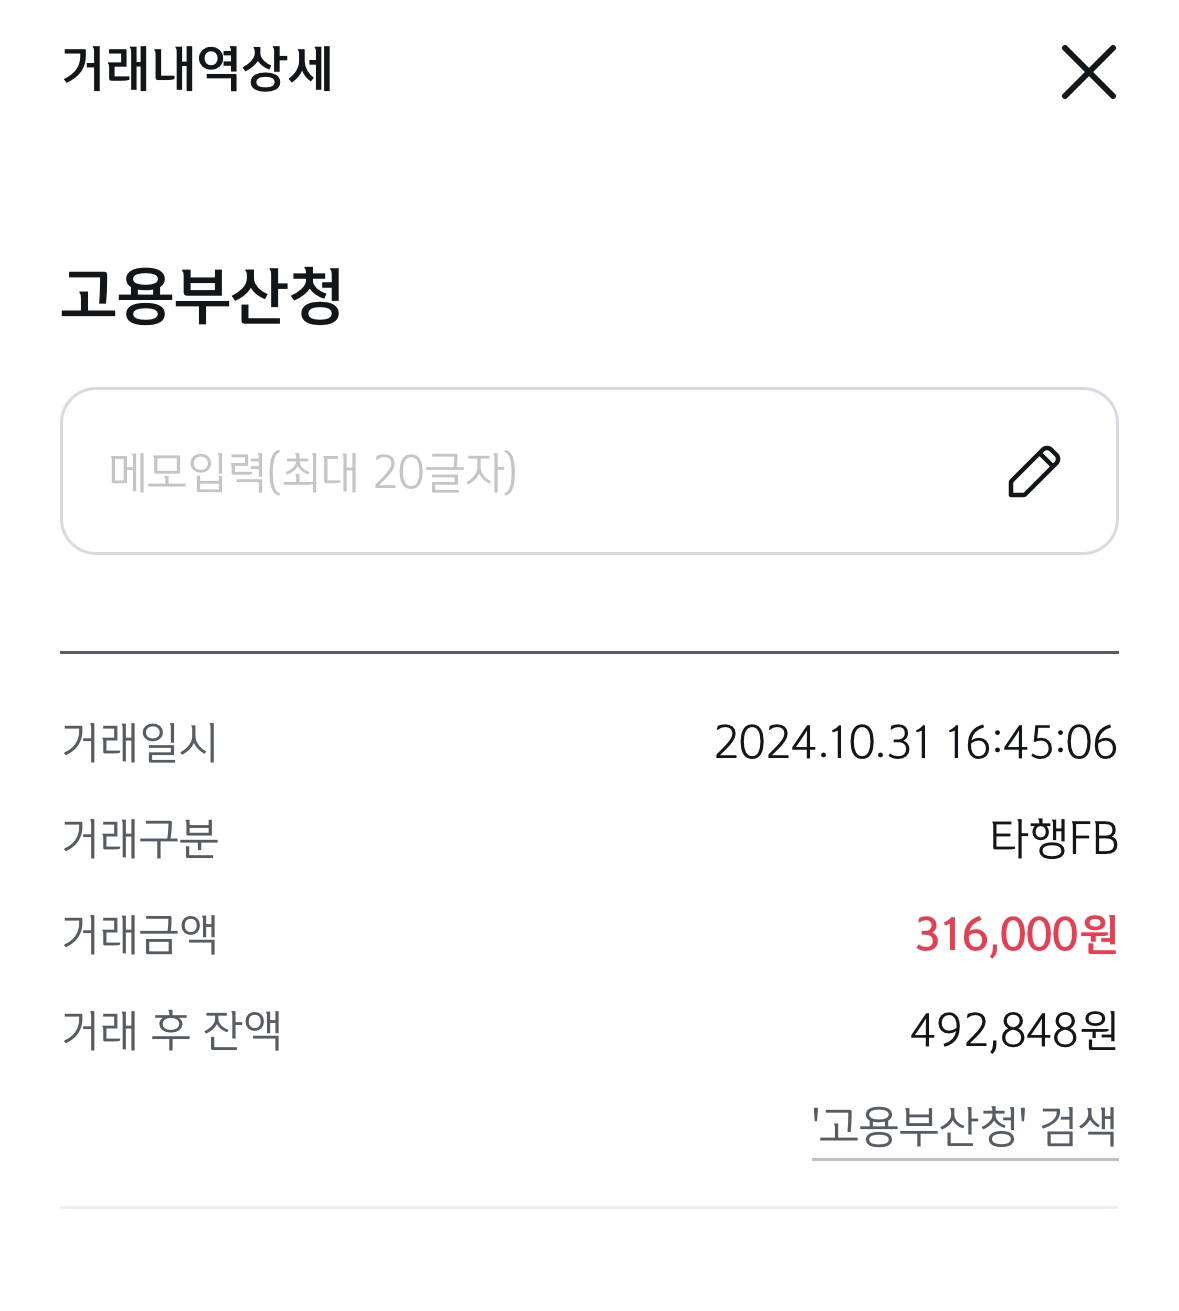 거래내역상세
고용부산청
메모입력(최대 20글자)
거래일시 2024.10.31 16:45:06
거래구분 타행FB
거래금액 316,000원
거래 후 잔액 492,848원
'고용부산청' 검색